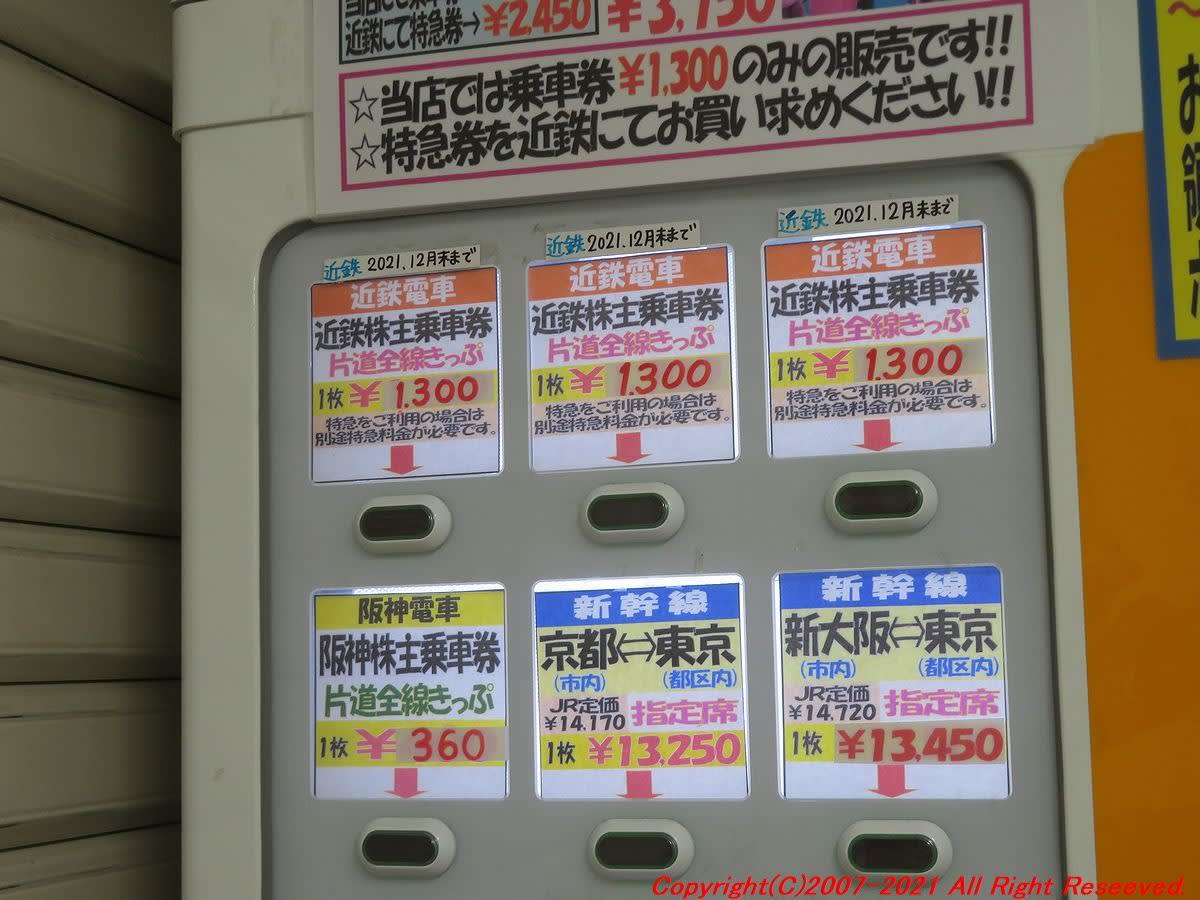 近鉄にて特急券→¥2,450
¥3,750
☆当店では乗車券¥1,300のみの販売です!!
☆特急券を近鉄にてお買い求めください!!
近鉄 2021.12月末まで
近鉄電車
近鉄株主乗車券
片道全線きっぷ
1枚 ¥ 1.300
特急をご利用の場合は
別途特急料金が必要です。
近鉄 2021.12月末まで
近鉄電車
近鉄株主乗車券
片道全線きっぷ
1枚 ¥ 1.300
特急をご利用の場合は
別途特急料金が必要です。
近鉄 2021.12月末まで
近鉄電車
近鉄株主乗車券
片道全線きっぷ
1枚 ¥ 1.300
特急をご利用の場合は
別途特急料金が必要です。
阪神電車
阪神株主乗車券
片道全線きっぷ
1枚 ¥ 360
新幹線
京都⇔東京
(市内) (都区内)
JR定価
¥14,170 指定席
1枚 ¥13,250
新幹線
新大阪⇔東京
(市内) (都区内)
JR定価
¥14,720 指定席
1枚 ¥13,450
Copyright(C)2007-2021 All Right Reseeved.